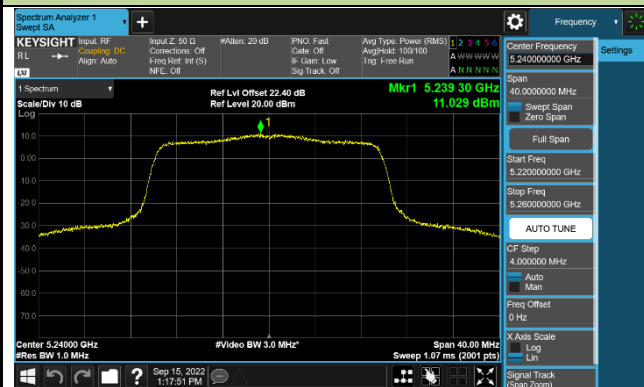 Spectrum Analyzer 1
Swept SA
+
Frequency
KEYSIGHT
RL
LXI
Input: RF
Coupling: DC
Align: Auto
Input Z: 50 Ω
Corrections: Off
Freq Ref: Int (S)
NFE: Off
#Atten: 20 dB
PNO: Fast
Gate: Off
IF Gain: Low
Sig Track: Off
Avg Type: Power (RMS)
Avg|Hold: 100/100
Trig: Free Run
1 2 3 4 5 6
A W W W W W
A N N N N N
1 Spectrum
Scale/Div 10 dB
Ref Lvl Offset 22.40 dB
Ref Level 20.00 dBm
Mkr1 5.239 30 GHz
11.029 dBm
Log
1
10.0
0.00
-10.0
-20.0
-30.0
-40.0
-50.0
-60.0
-70.0
Center 5.24000 GHz
#Res BW 1.0 MHz
#Video BW 3.0 MHz*
Span 40.00 MHz
Sweep 1.07 ms (2001 pts)
Sep 15, 2022
1:17:51 PM
Center Frequency
5.240000000 GHz
Settings
Span
40.0000000 MHz
Swept Span
Zero Span
Full Span
Start Freq
5.220000000 GHz
Stop Freq
5.260000000 GHz
AUTO TUNE
CF Step
4.000000 MHz
Auto
Man
Freq Offset
0 Hz
X Axis Scale
Log
Lin
Signal Track
(Span Zoom)